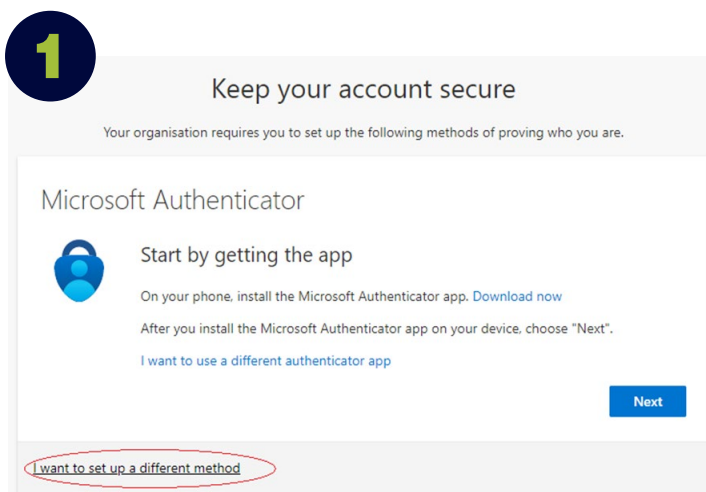 1
Keep your account secure
Your organisation requires you to set up the following methods of proving who you are.
Microsoft Authenticator
Start by getting the app
On your phone, install the Microsoft Authenticator app. Download now
After you install the Microsoft Authenticator app on your device, choose "Next".
I want to use a different authenticator app
Next
I want to set up a different method